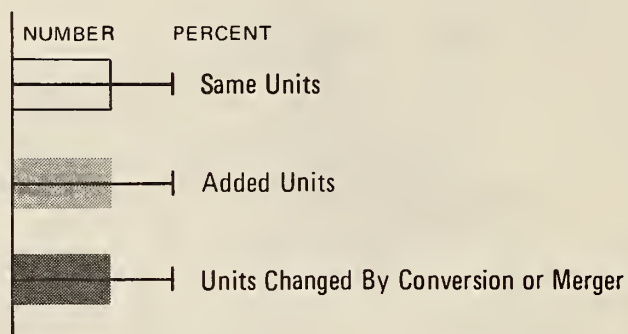 NUMBER PERCENT
Same Units
Added Units
Units Changed By Conversion or Merger